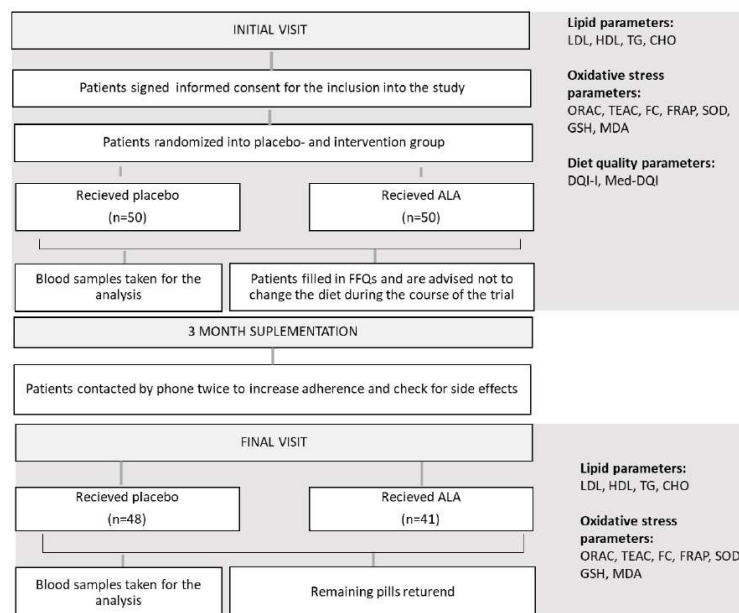 INITIAL VISIT
Patients signed informed consent for the inclusion into the study
Patients randomized into placebo- and intervention group
Recieved placebo
(n=50)
Recieved ALA
(n=50)
Blood samples taken for the
analysis
Patients filled in FFQs and are advised not to
change the diet during the course of the trial
Lipid parameters:
LDL, HDL, TG, CHO
Oxidative stress
parameters:
ORAC, TEAC, FC, FRAP, SOD,
GSH, MDA
Diet quality parameters:
DQI-I, Med-DQI
3 MONTH SUPLEMENTATION
Patients contacted by phone twice to increase adherence and check for side effects
FINAL VISIT
Recieved placebo
(n=48)
Recieved ALA
(n=41)
Blood samples taken for the
analysis
Remaining pills returend
Lipid parameters:
LDL, HDL, TG, CHO
Oxidative stress
parameters:
ORAC, TEAC, FC, FRAP, SOD
GSH, MDA